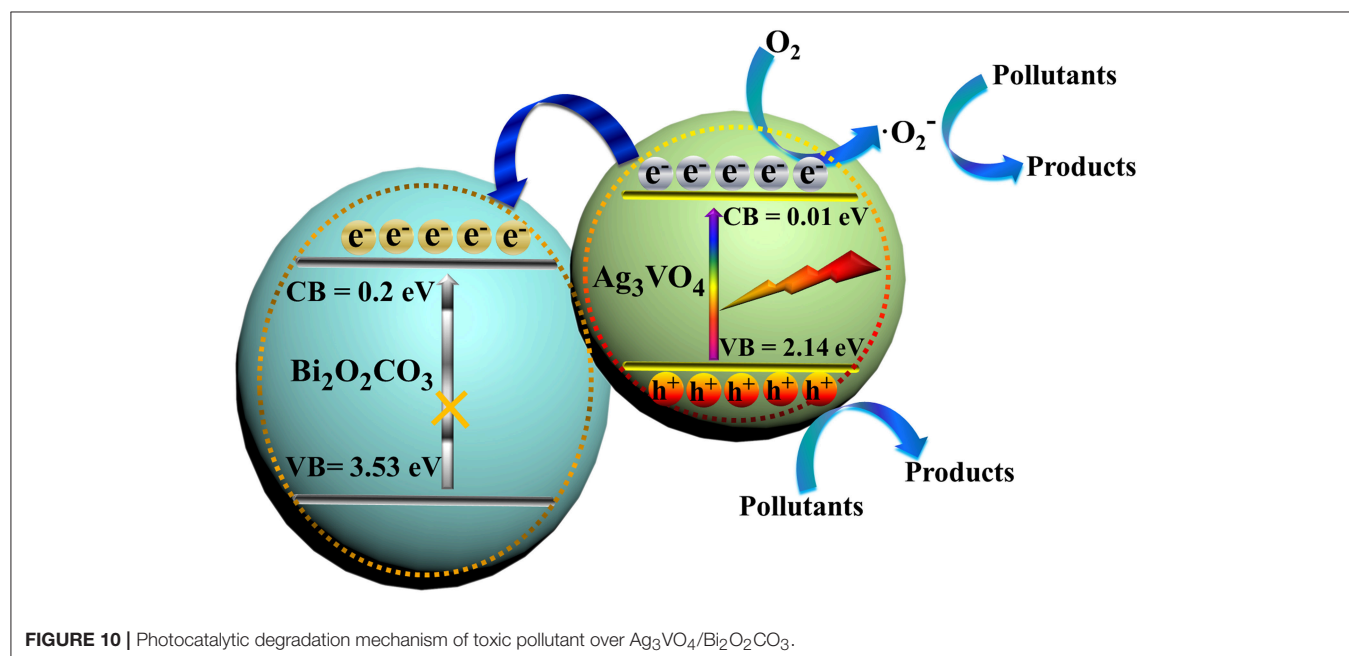 O₂
Pollutants
·O₂⁻
Products
e⁻ e⁻ e⁻ e⁻ e⁻
CB = 0.01 eV
Ag₃VO₄
VB = 2.14 eV
h⁺ h⁺ h⁺ h⁺ h⁺
e⁻ e⁻ e⁻ e⁻ e⁻
CB = 0.2 eV
Bi₂O₂CO₃
VB= 3.53 eV
Products
Pollutants
FIGURE 10 | Photocatalytic degradation mechanism of toxic pollutant over Ag₃VO₄/Bi₂O₂CO₃.